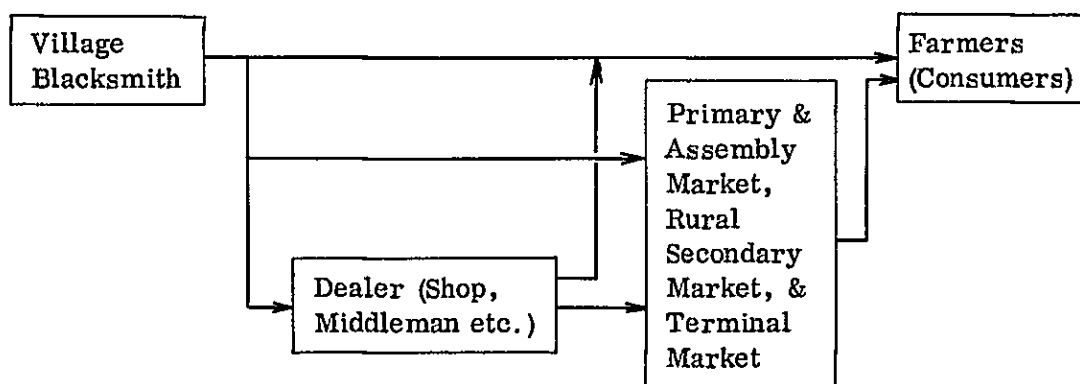 Village
Blacksmith
Farmers
(Consumers)
Primary &
Assembly
Market,
Rural
Secondary
Market, &
Terminal
Market
Dealer (Shop,
Middleman etc.)